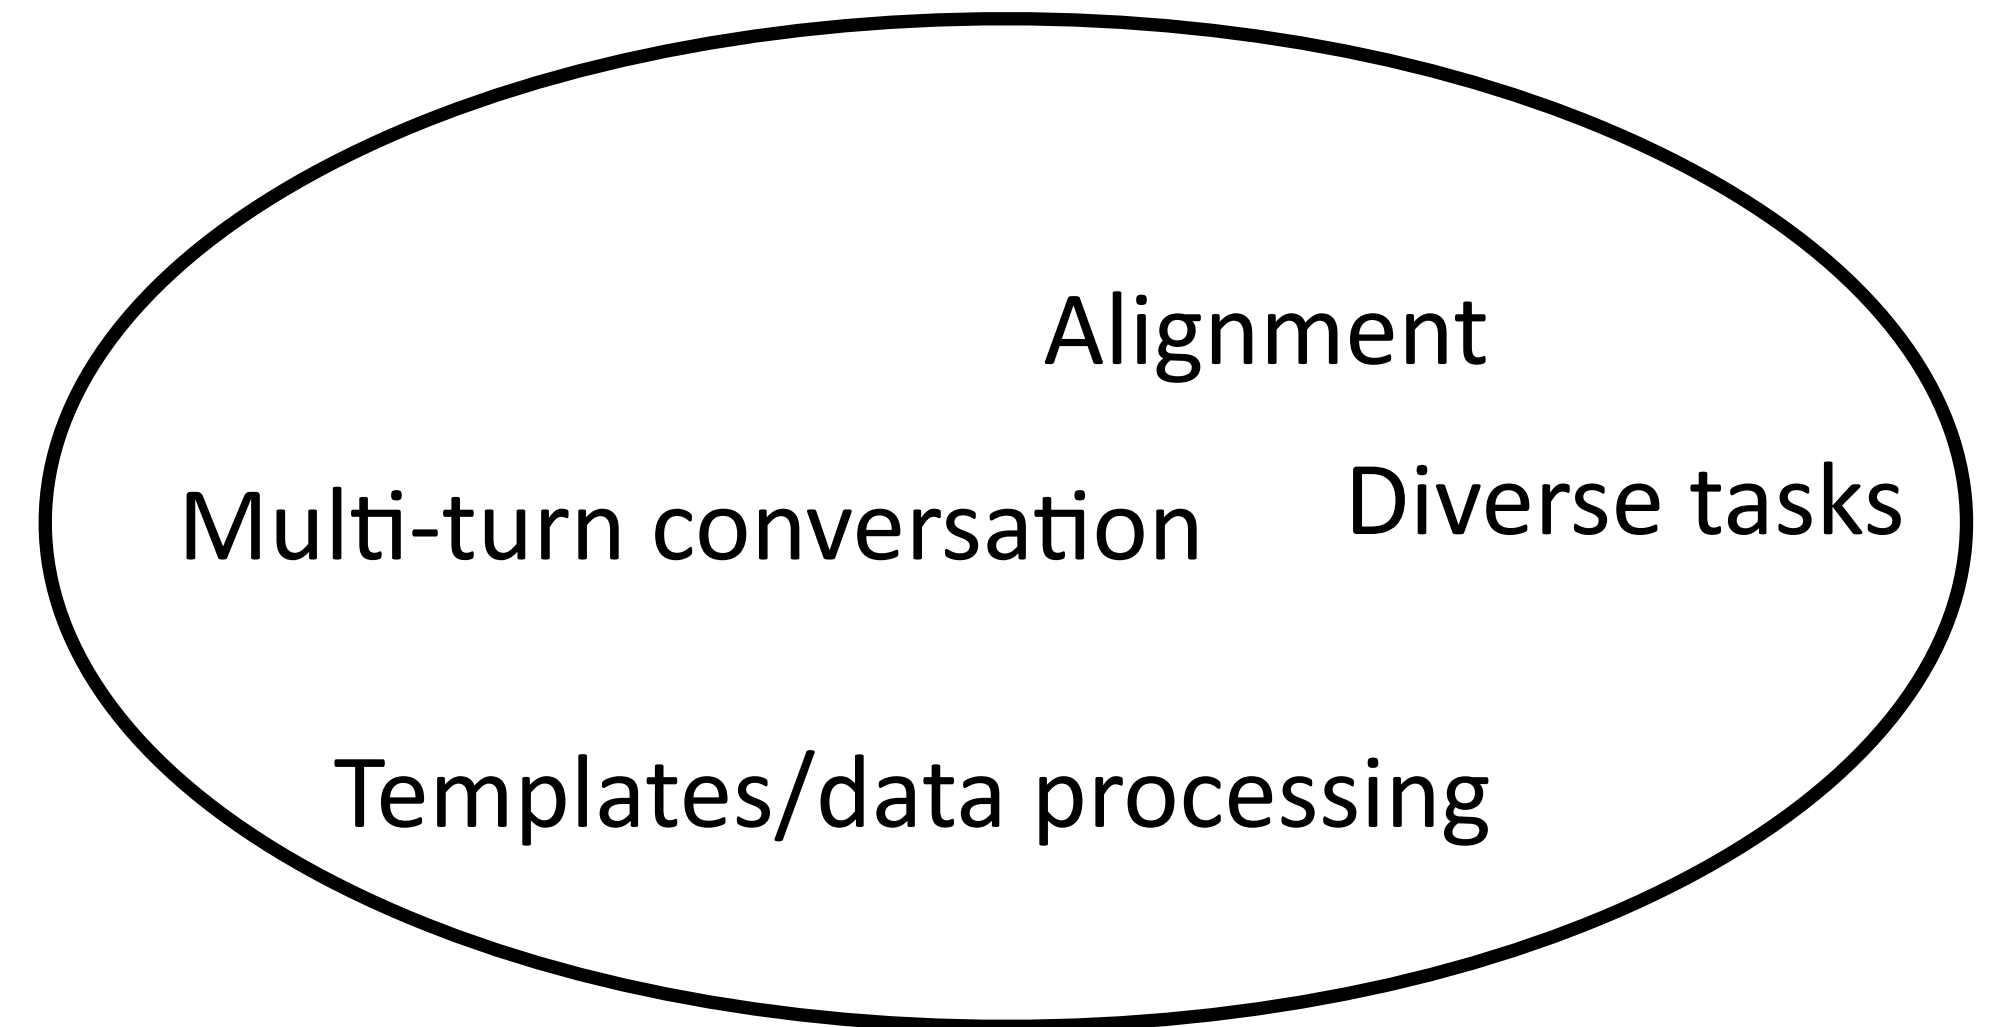 Alignment
Diverse tasks
Multi-turn conversation
Templates/data processing